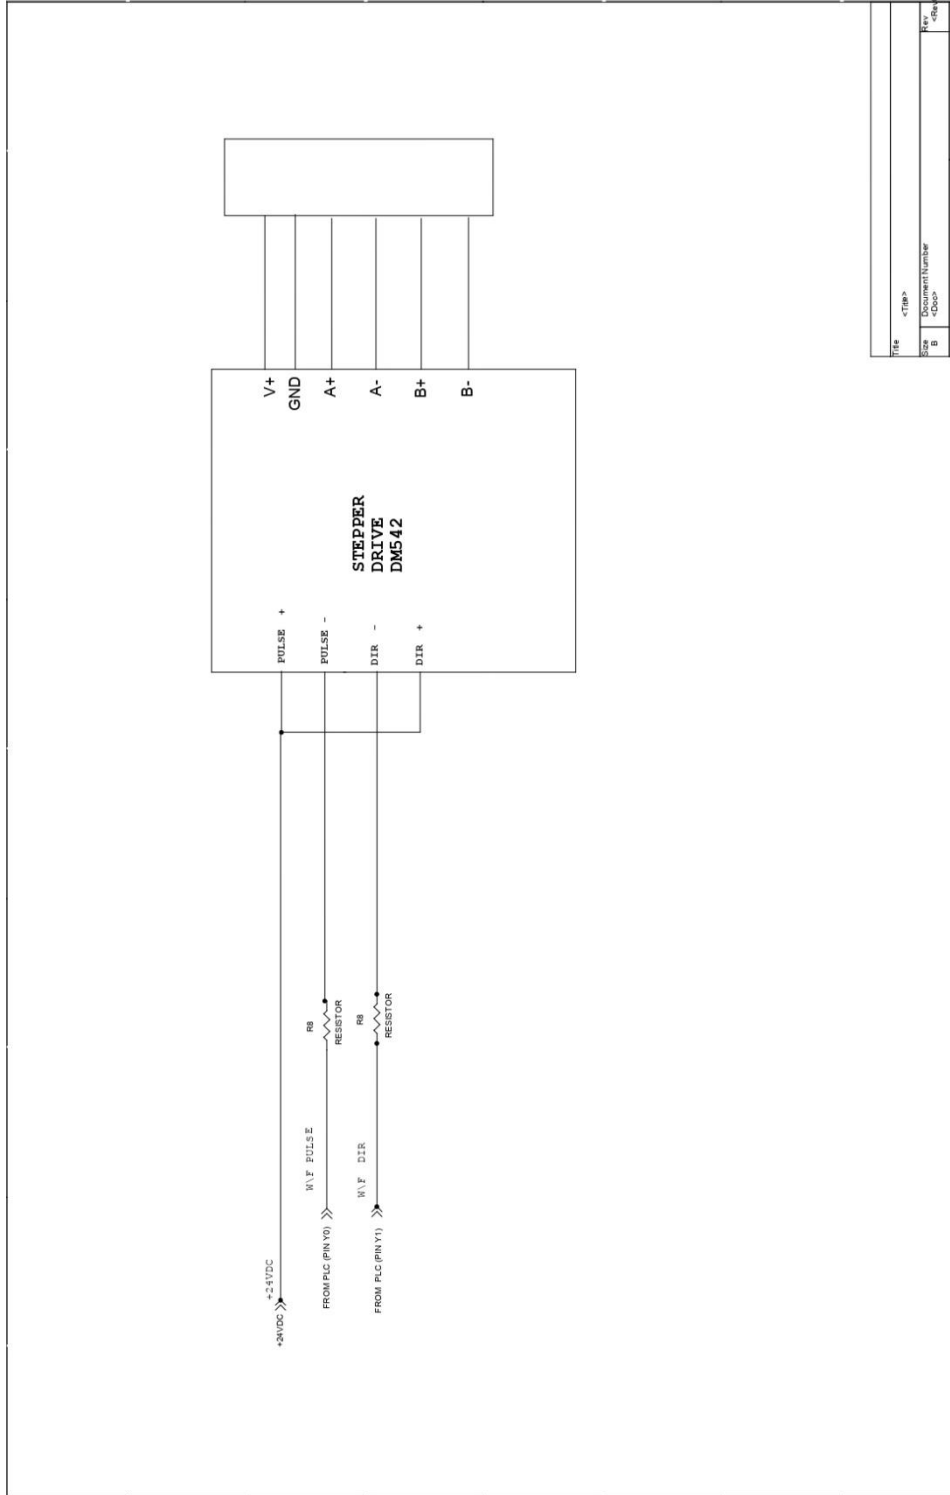 +24VDC
+24VDC
FROM PLC (PIN Y0)
W\F PULSE
R8
RESISTOR
FROM PLC (PIN Y1)
W\F DIR
R8
RESISTOR
PULSE +
PULSE -
DIR -
DIR +
STEPPER
DRIVE
DM542
V+
GND
A+
A-
B+
B-
Title
<Title>
Size
B
Document Number
<Doc>
Rev